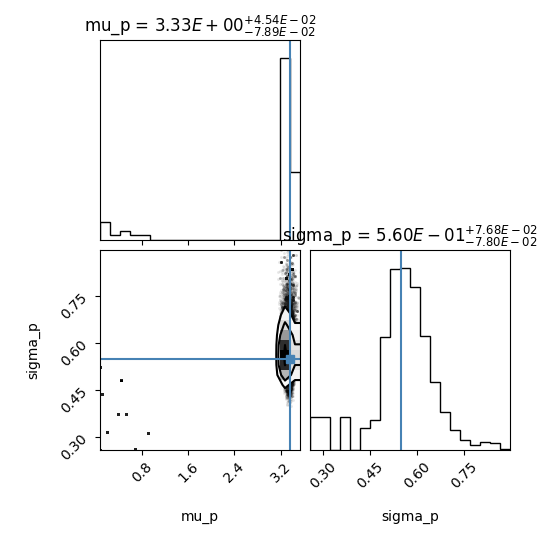 mu_p = 3.33E + 00+4.54E − 02 −7.89E − 02
sigma_p = 5.60E − 01+7.68E − 02 −7.80E − 02
sigma_p
0.75
0.60
0.45
0.30
0.8 1.6 2.4 3.2
0.30 0.45 0.60 0.75
mu_p sigma_p